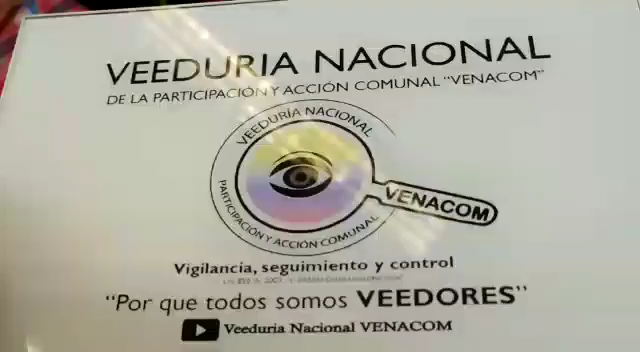 VEEDURIA NACIONAL
DE LA PARTICIPACIÓN Y ACCIÓN COMUNAL "VENACOM"
VEEDURÍA NACIONAL
VENACOM
PARTICIPACIÓN Y ACCIÓN COMUNAL
Vigilancia, seguimiento y control
"Por que todos somos VEEDORES"
Veeduria Nacional VENACOM